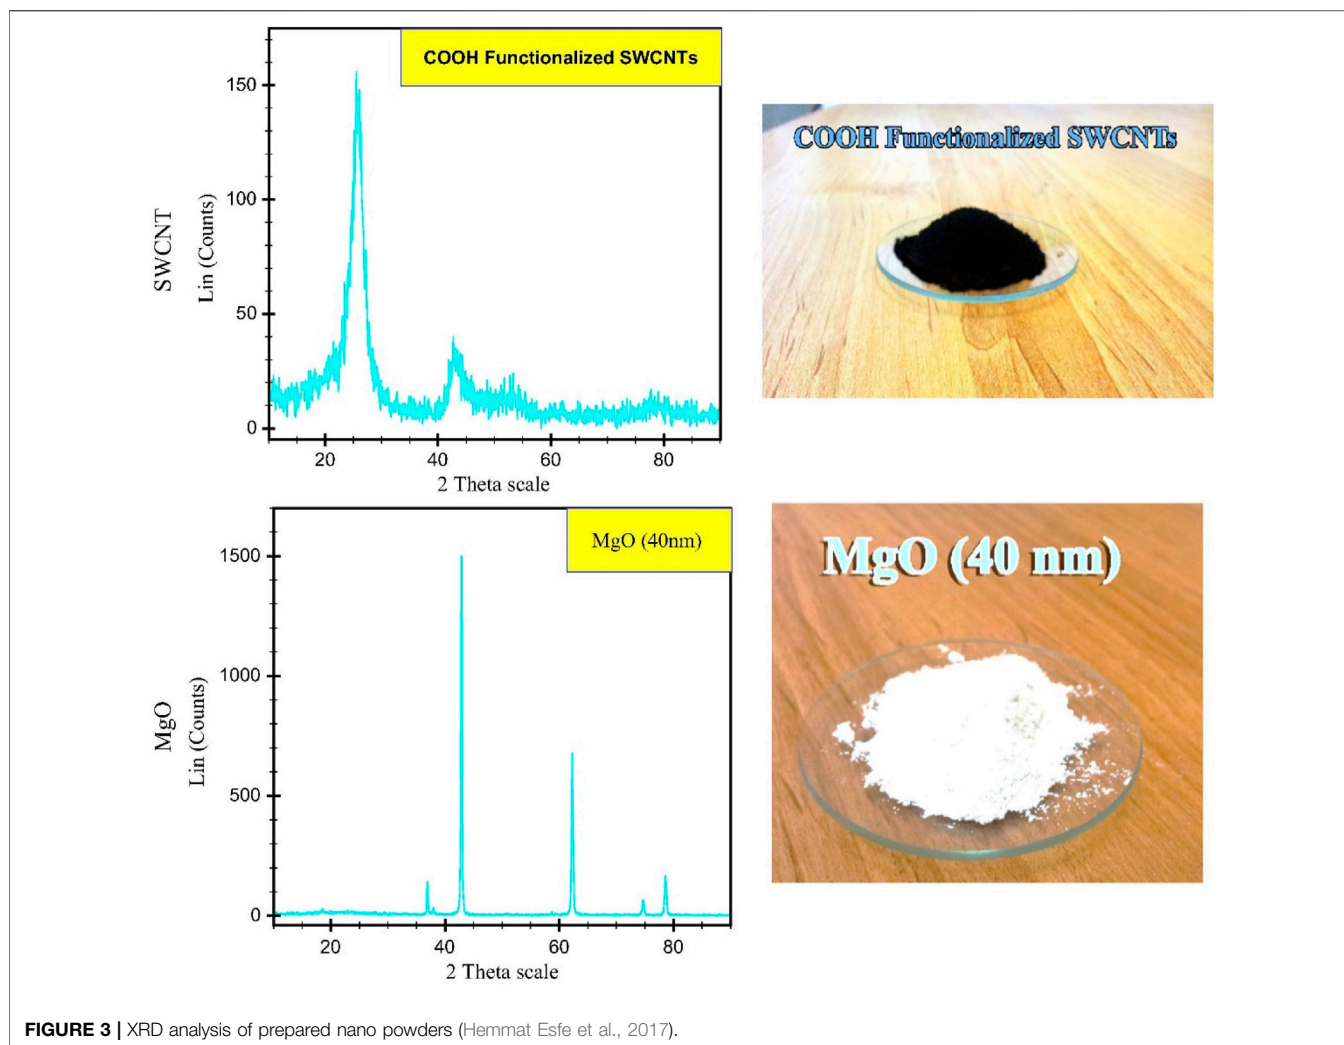 COOH Functionalized SWCNTs
150
100
50
0
SWCNT
Lin (Counts)
20 40 60 80
2 Theta scale
COOH Functionalized SWCNTs
MgO (40nm)
1500
1000
500
0
MgO
Lin (Counts)
20 40 60 80
2 Theta scale
MgO (40 nm)
FIGURE 3 | XRD analysis of prepared nano powders (Hemmat Esfe et al., 2017).